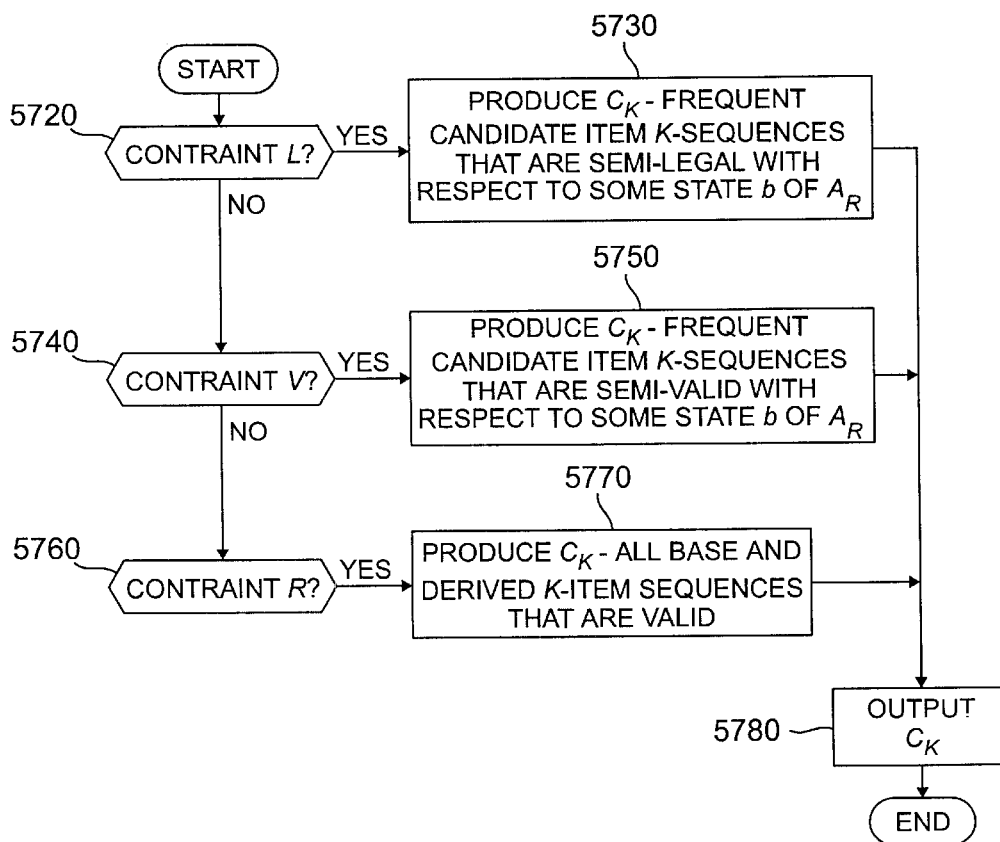 START
5720
CONTRAINT L?
YES
5730
PRODUCE C_K - FREQUENT
CANDIDATE ITEM K-SEQUENCES
THAT ARE SEMI-LEGAL WITH
RESPECT TO SOME STATE b OF A_R
NO
5740
CONTRAINT V?
YES
5750
PRODUCE C_K - FREQUENT
CANDIDATE ITEM K-SEQUENCES
THAT ARE SEMI-VALID WITH
RESPECT TO SOME STATE b OF A_R
NO
5760
CONTRAINT R?
YES
5770
PRODUCE C_K - ALL BASE AND
DERIVED K-ITEM SEQUENCES
THAT ARE VALID
5780
OUTPUT
C_K
END